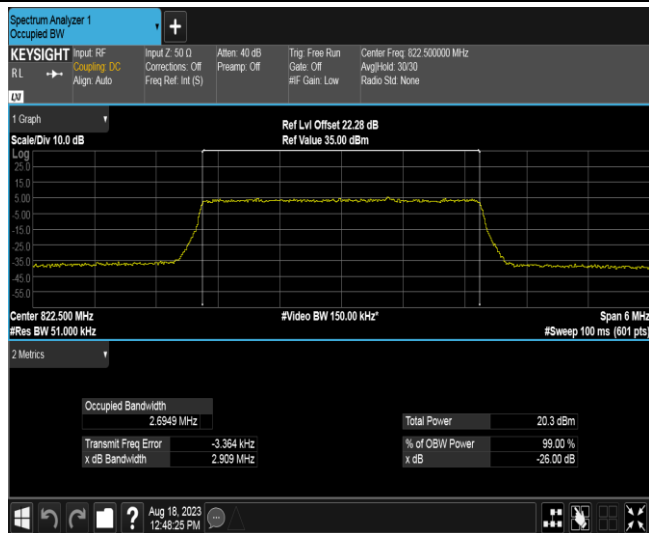 Spectrum Analyzer 1
Occupied BW
+
KEYSIGHT
RL
Input: RF
Coupling: DC
Align: Auto
Input Z: 50 Ω
Corrections: Off
Freq Ref: Int (S)
Atten: 40 dB
Preamp: Off
Trig: Free Run
Gate: Off
#IF Gain: Low
Center Freq: 822.500000 MHz
Avg|Hold: 30/30
Radio Std: None
1 Graph
Scale/Div 10.0 dB
Ref Lvl Offset 22.28 dB
Ref Value 35.00 dBm
Log
25.0
15.0
5.00
-5.00
-15.0
-25.0
-35.0
-45.0
-55.0
Center 822.500 MHz
#Video BW 150.00 kHz*
Span 6 MHz
#Res BW 51.000 kHz
#Sweep 100 ms (601 pts)
2 Metrics
Occupied Bandwidth
2.6949 MHz
Total Power 20.3 dBm
Transmit Freq Error -3.364 kHz
% of OBW Power 99.00 %
x dB Bandwidth 2.909 MHz
x dB -26.00 dB
?
Aug 18, 2023
12:48:25 PM